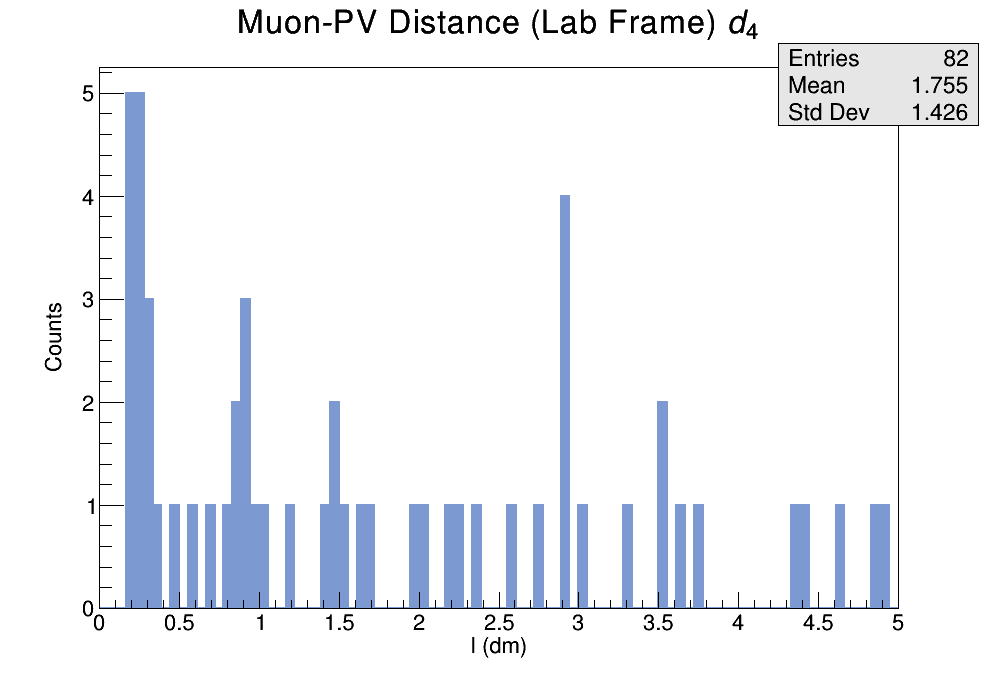 Muon-PV Distance (Lab Frame) d₄
Entries 82
Mean 1.755
Std Dev 1.426
5
4
3
2
1
0
Counts
0 0.5 1 1.5 2 2.5 3 3.5 4 4.5 5
l (dm)